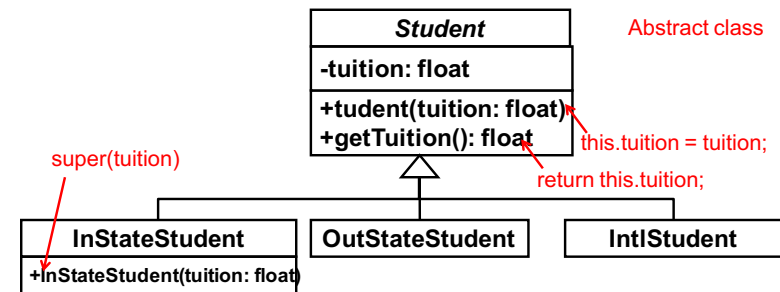 Student
Abstract class
-tuition: float
+tudent(tuition: float)
+getTuition(): float
this.tuition = tuition;
super(tuition)
return this.tuition;
InStateStudent
OutStateStudent
IntlStudent
+InStateStudent(tuition: float)